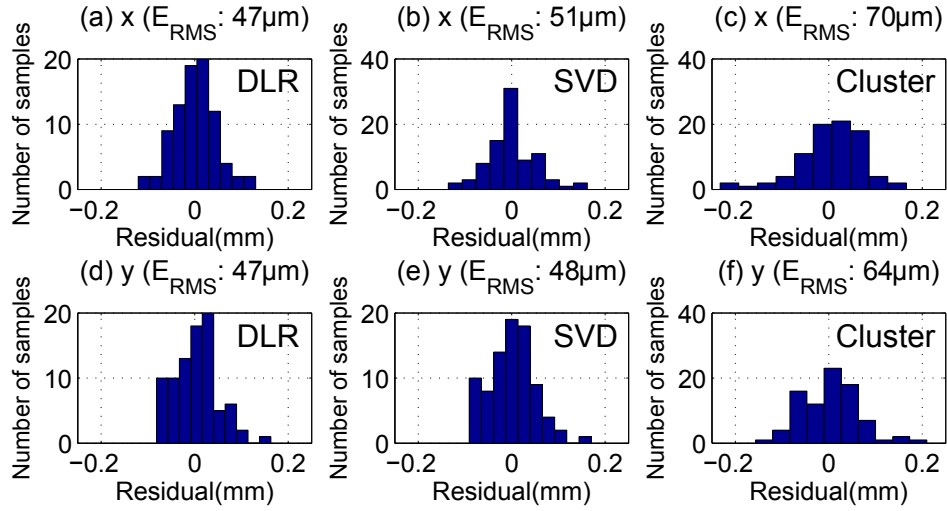 (a) x (E_RMS: 47µm) (b) x (E_RMS: 51µm) (c) x (E_RMS: 70µm)
Number of samples 20 10 0 DLR
−0.2 0 0.2
Residual(mm)
Number of samples 40 20 0 SVD
−0.2 0 0.2
Residual(mm)
Number of samples 40 20 0 Cluster
−0.2 0 0.2
Residual(mm)
(d) y (E_RMS: 47µm) (e) y (E_RMS: 48µm) (f) y (E_RMS: 64µm)
Number of samples 20 10 0 DLR
−0.2 0 0.2
Residual(mm)
Number of samples 20 10 0 SVD
−0.2 0 0.2
Residual(mm)
Number of samples 40 20 0 Cluster
−0.2 0 0.2
Residual(mm)